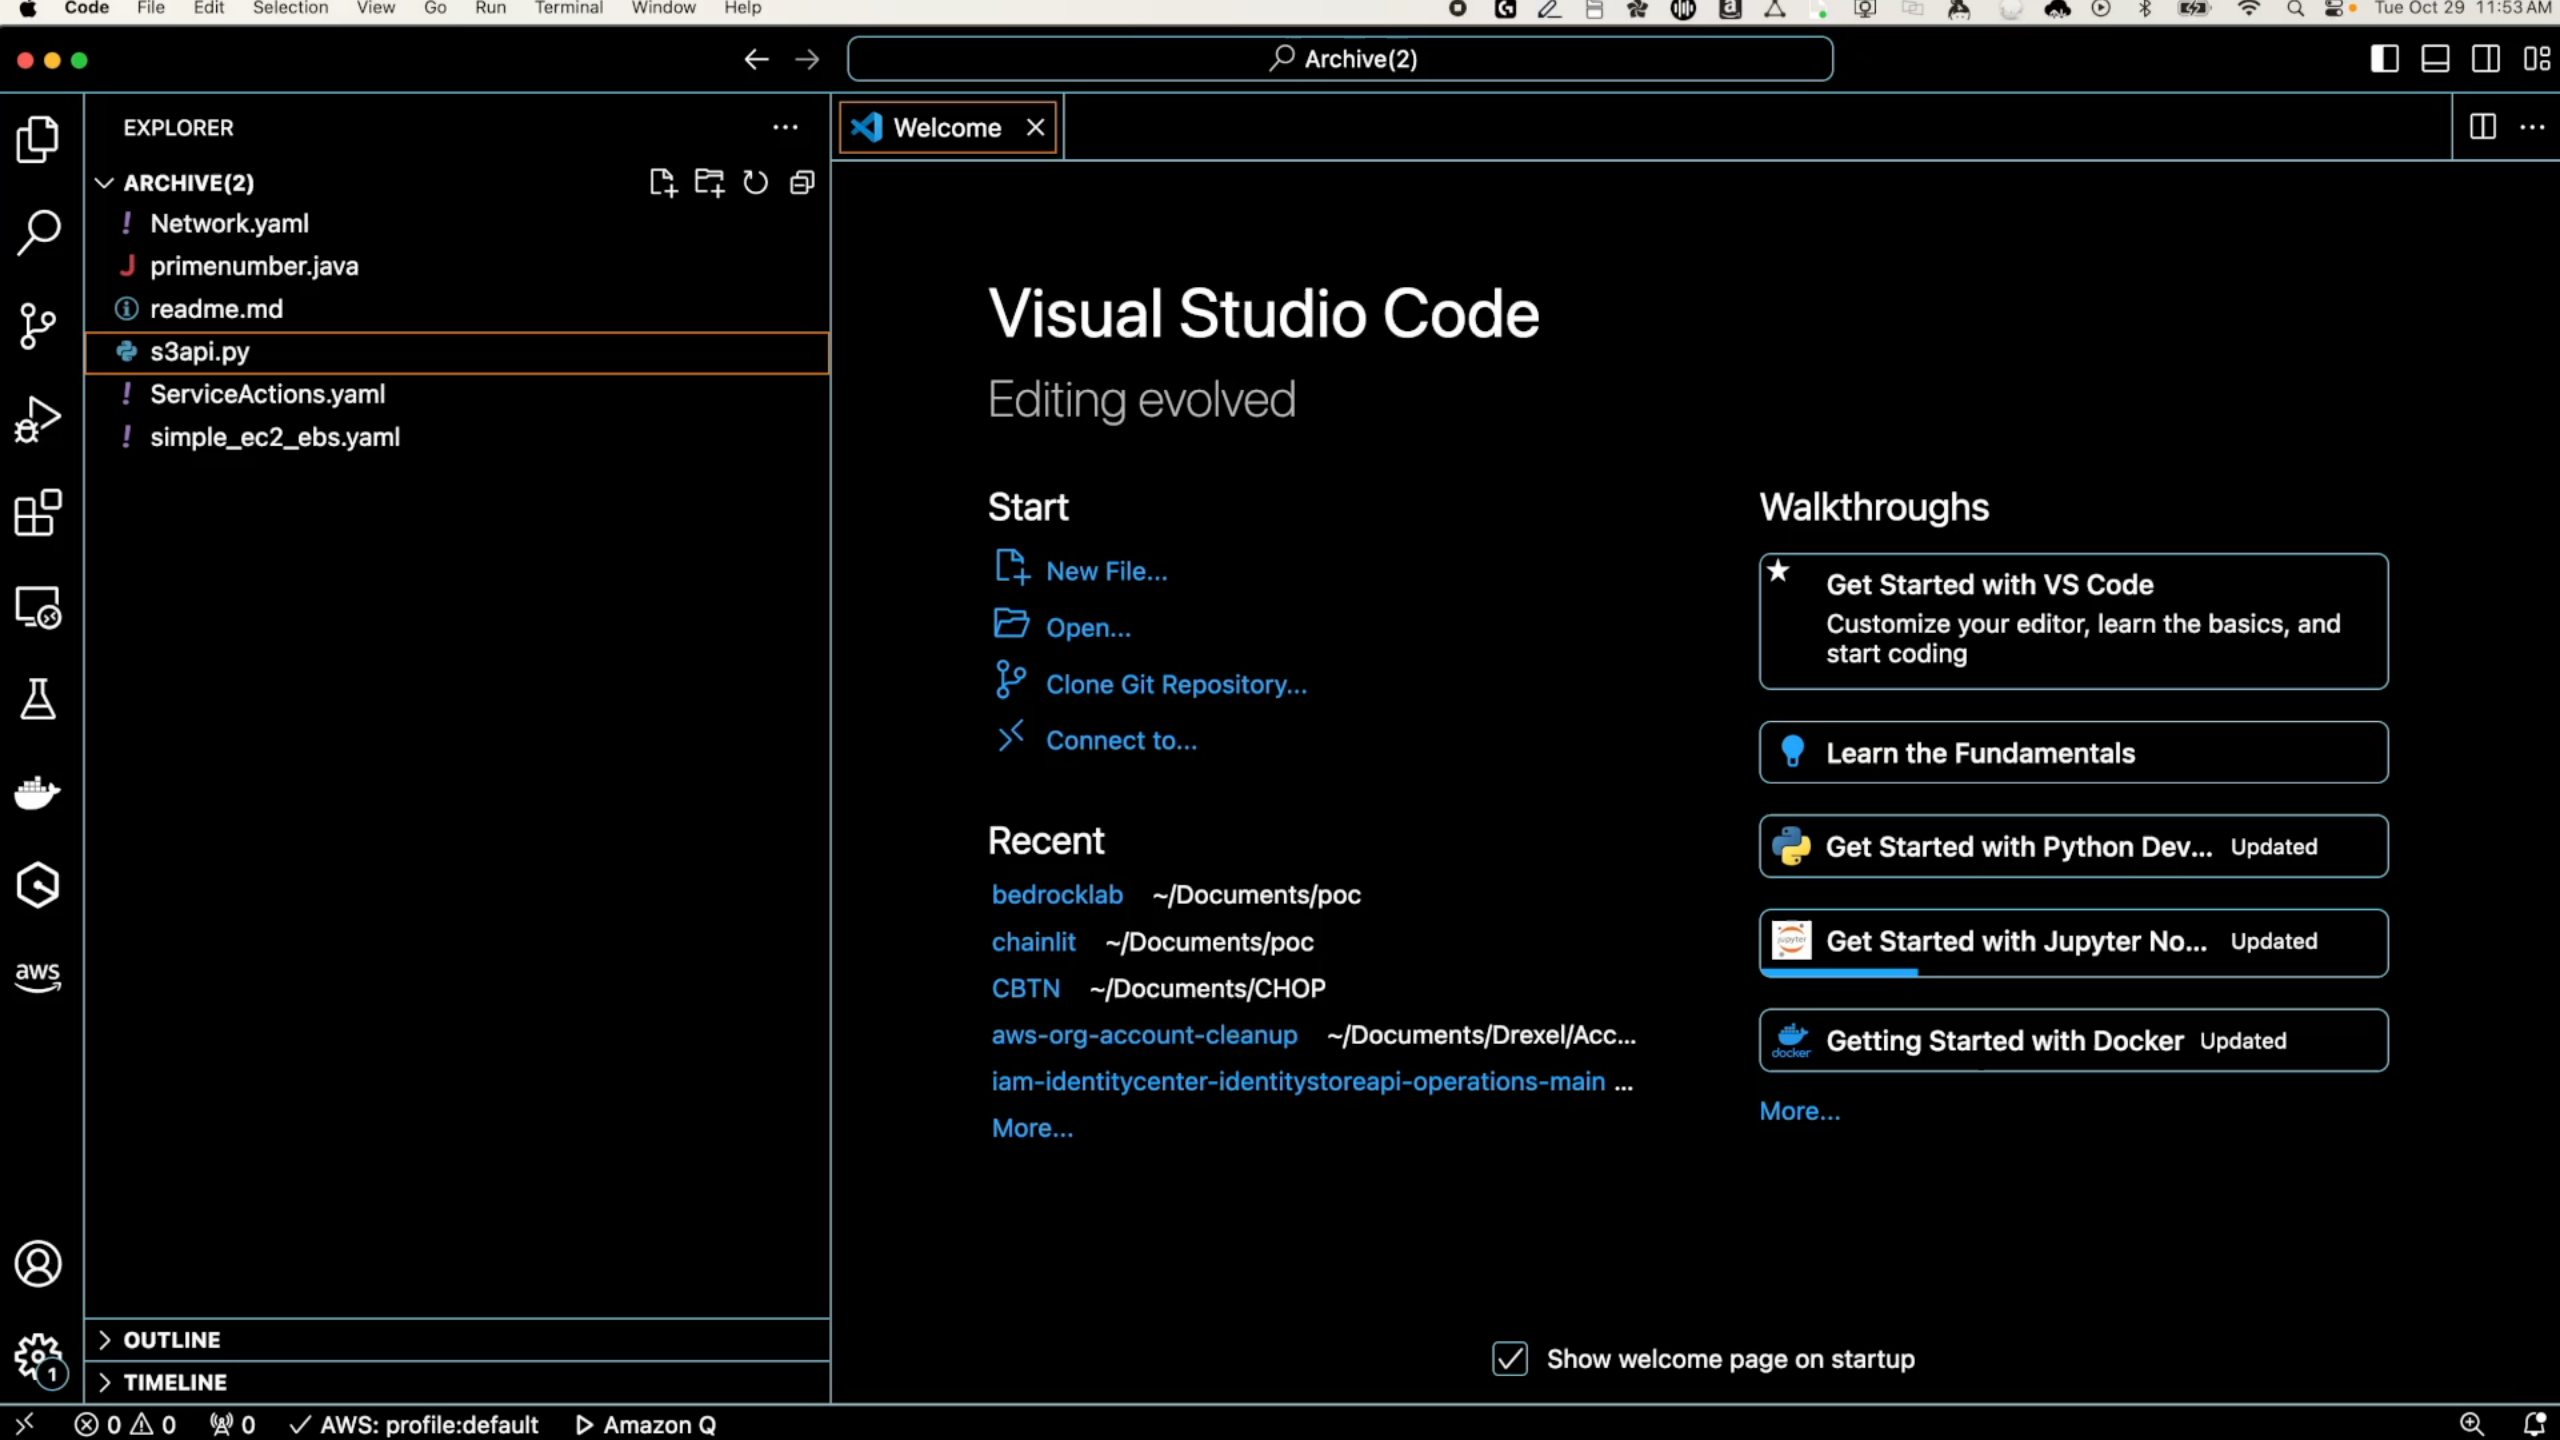 Code File Edit Selection View Go Run Terminal Window Help Tue Oct 29 11:53 AM
Archive(2)
EXPLORER
Welcome
ARCHIVE(2)
Network.yaml
primenumber.java
readme.md
s3api.py
ServiceActions.yaml
simple_ec2_ebs.yaml
Visual Studio Code
Editing evolved
Start
New File...
Open...
Clone Git Repository...
Connect to...
Recent
bedrocklab ~/Documents/poc
chainlit ~/Documents/poc
CBTN ~/Documents/CHOP
aws-org-account-cleanup ~/Documents/Drexel/Acc...
iam-identitycenter-identitystoreapi-operations-main ...
More...
Walkthroughs
Get Started with VS Code
Customize your editor, learn the basics, and
start coding
Learn the Fundamentals
Get Started with Python Dev... Updated
jupyter
Get Started with Jupyter No... Updated
docker
Getting Started with Docker Updated
More...
Show welcome page on startup
aws
1
OUTLINE
TIMELINE
0 0 0 AWS: profile:default Amazon Q